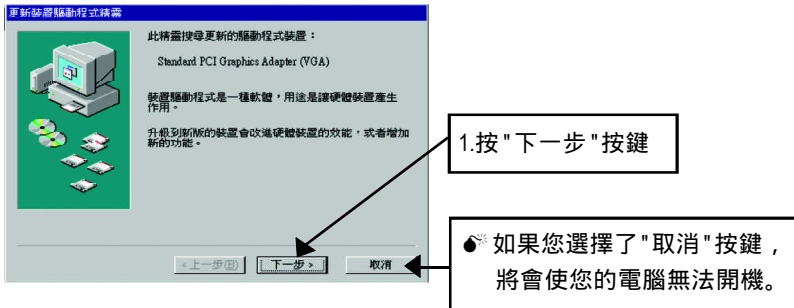 更新裝置驅動程式精靈
此精靈搜尋更新的驅動程式裝置：
Standard PCI Graphics Adapter (VGA)
裝置驅動程式是一種軟體，用途是讓硬體裝置產生
作用。
升級到新版的裝置會改進硬體裝置的效能，或者增加
新的功能。
1.按"下一步"按鍵
<上一步(B) 下一步> 取消
💣如果您選擇了"取消"按鍵，
將會使您的電腦無法開機。